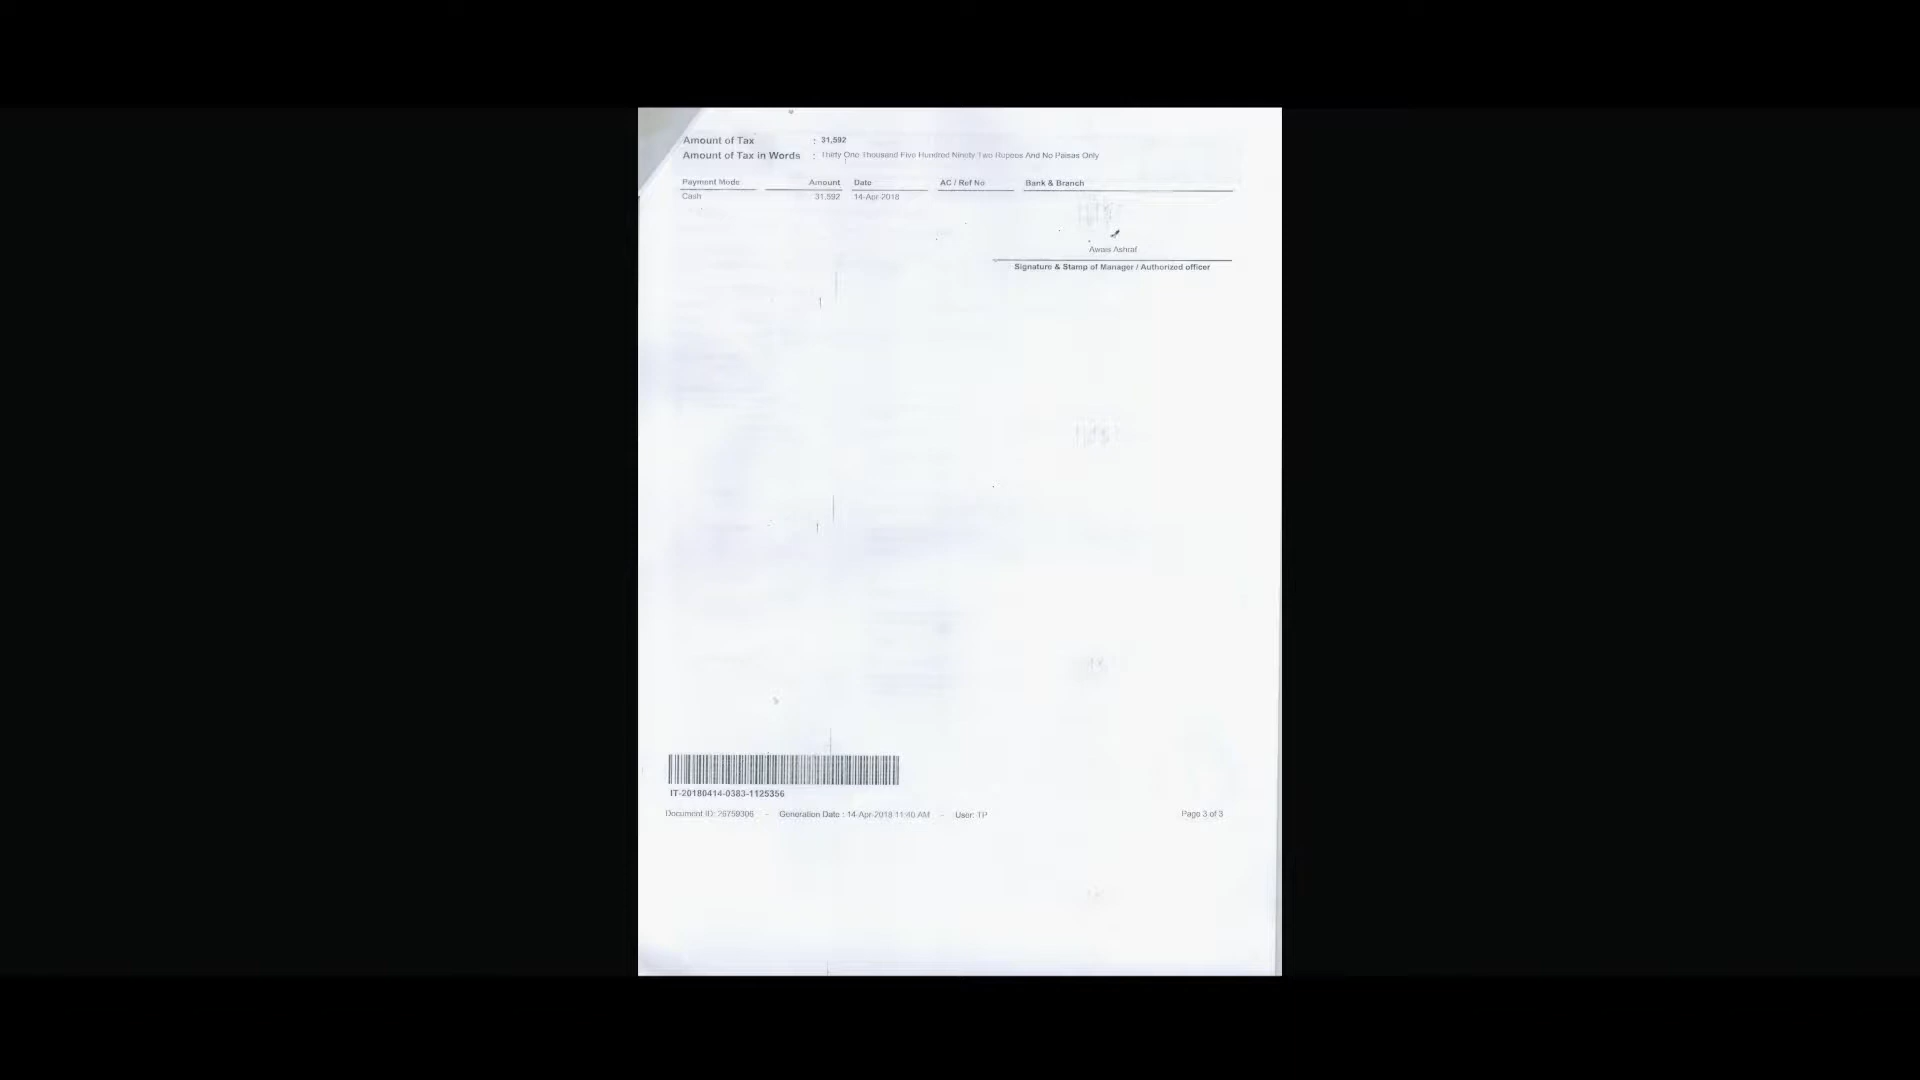 Amount of Tax : 31,592
Amount of Tax in Words : Thirty One Thousand Five Hundred Ninety Two Rupees And No Paisas Only
Payment Mode Amount Date AC / Ref No Bank & Branch
Cash 31,592 14-Apr-2018
Awais Ashraf
Signature & Stamp of Manager / Authorized officer
IT-20180414-0383-1125356
Document ID: 26759306 - Generation Date : 14-Apr-2018 11:40 AM - User: TP Page 3 of 3